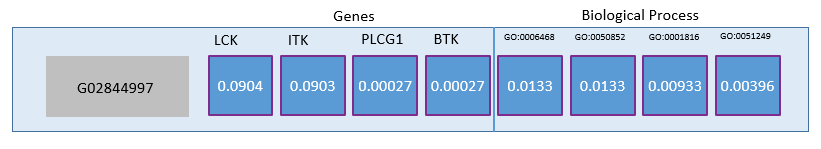 Genes Biological Process
LCK ITK PLCG1 BTK GO:0006468 GO:0050852 GO:0001816 GO:0051249
G02844997 0.0904 0.0903 0.00027 0.00027 0.0133 0.0133 0.00933 0.00396